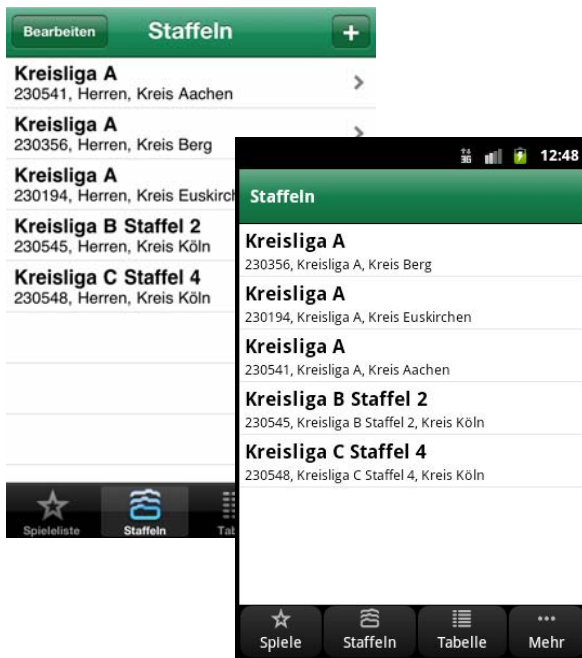 Bearbeiten Staffeln +
Kreisliga A
230541, Herren, Kreis Aachen
Kreisliga A
230356, Herren, Kreis Berg
Kreisliga A
230194, Herren, Kreis
Kreisliga B Staffel 2
230545, Herren, Kreis Köln
Kreisliga C Staffel 4
230548, Herren, Kreis Köln
Spieleliste Staffeln
3G 12:48
Staffeln
Kreisliga A
230356, Kreisliga A, Kreis Berg
Kreisliga A
230194, Kreisliga A, Kreis Euskirchen
Kreisliga A
230541, Kreisliga A, Kreis Aachen
Kreisliga B Staffel 2
230545, Kreisliga B Staffel 2, Kreis Köln
Kreisliga C Staffel 4
230548, Kreisliga C Staffel 4, Kreis Köln
Spiele Staffeln Tabelle Mehr